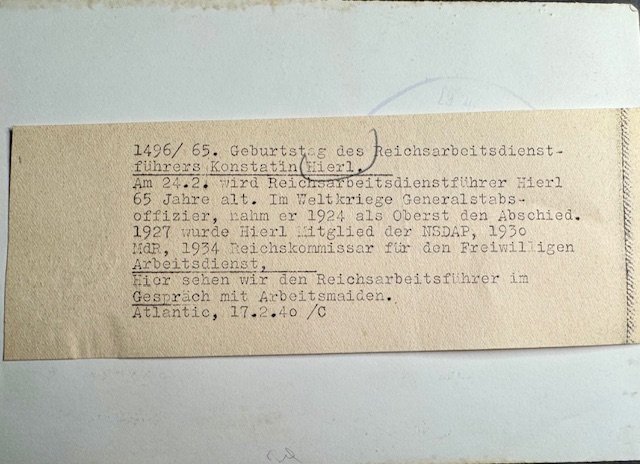 1496/ 65. Geburtstag des Reichsarbeitsdienst-
führers Konstatin Hierl.
Am 24.2. wird Reichsarbeitsdienstführer Hierl
65 Jahre alt. Im Weltkriege Generalstabs-
offizier, nahm er 1924 als Oberst den Abschied.
1927 wurde Hierl Mitglied der NSDAP, 1930
MdR, 1934 Reichskommissar für den Freiwilligen
Arbeitsdienst,
Hier sehen wir den Reichsarbeitsführer im
Gespräch mit Arbeitsmaiden.
Atlantic, 17.2.40 /C